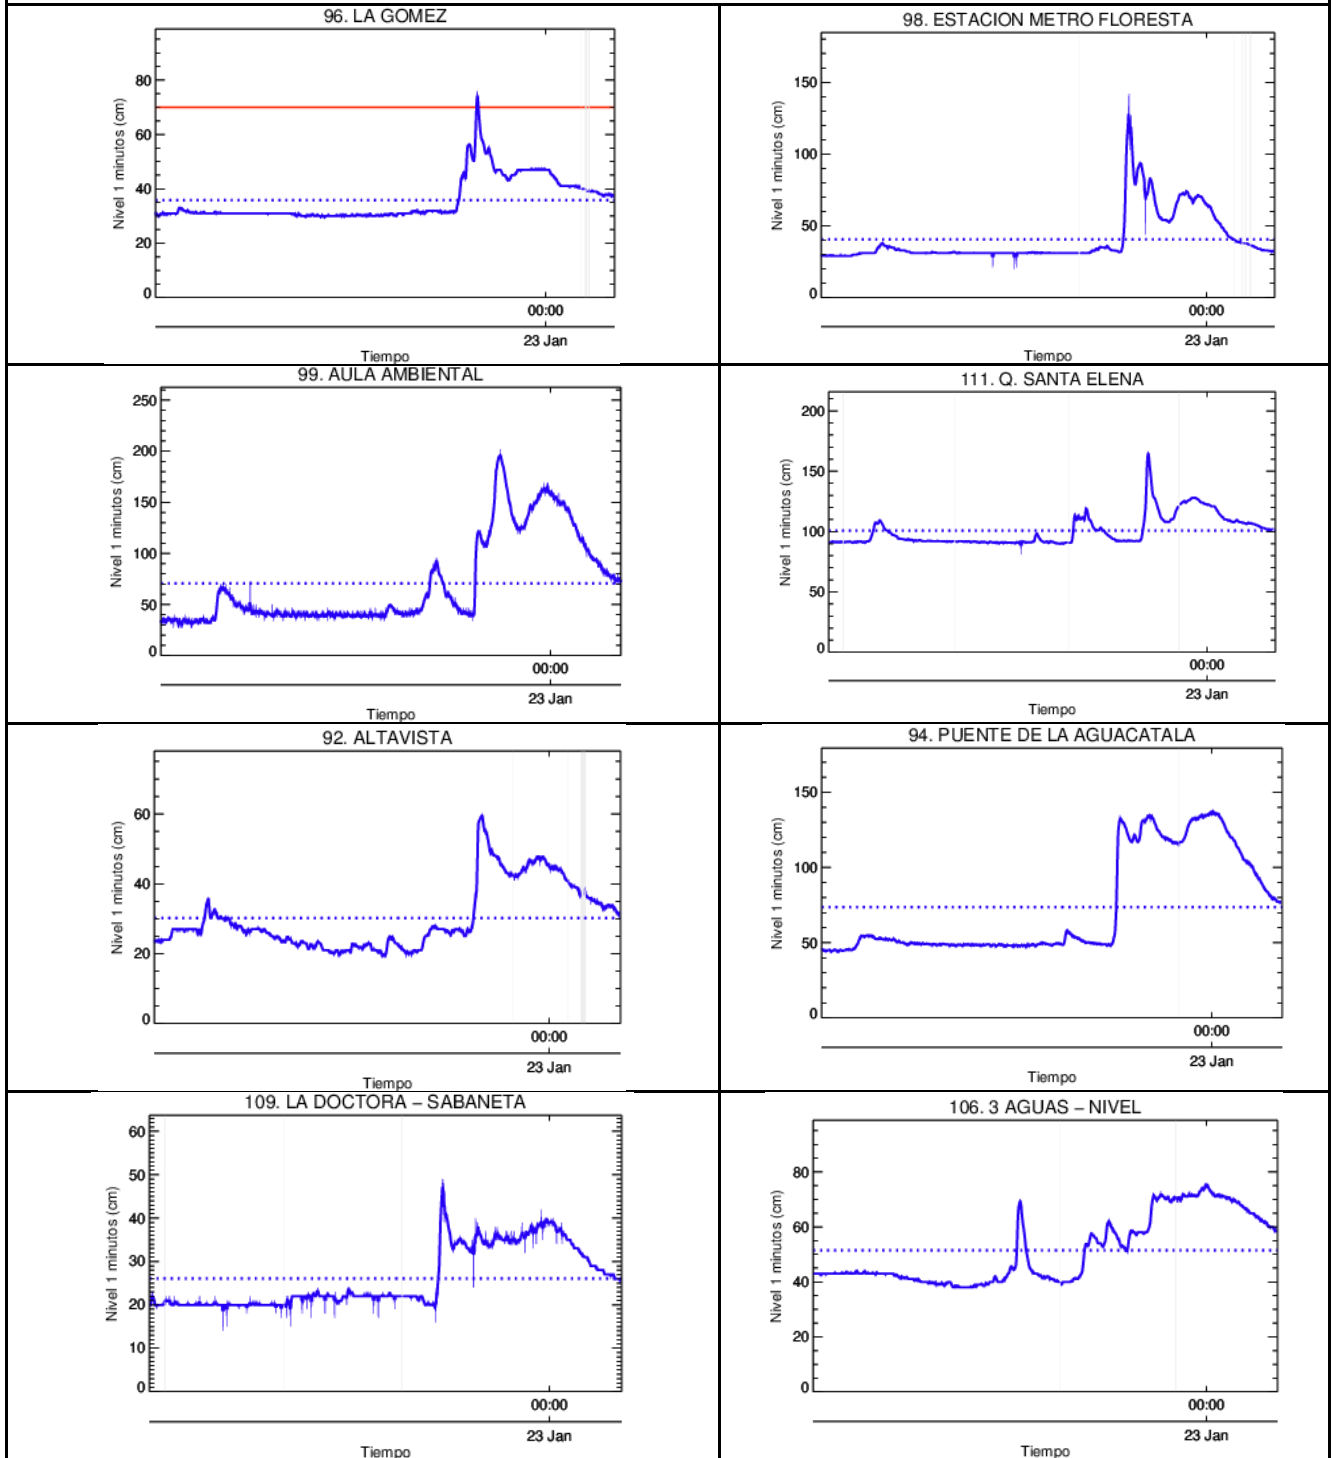 96. LA GOMEZ
Nivel 1 minutos (cm)
80
60
40
20
0
00:00
23 Jan
Tiempo
98. ESTACION METRO FLORESTA
Nivel 1 minutos (cm)
150
100
50
0
00:00
23 Jan
Tiempo
99. AULA AMBIENTAL
Nivel 1 minutos (cm)
250
200
150
100
50
0
00:00
23 Jan
Tiempo
111. Q. SANTA ELENA
Nivel 1 minutos (cm)
200
150
100
50
0
00:00
23 Jan
Tiempo
92. ALTAVISTA
Nivel 1 minutos (cm)
60
40
20
0
00:00
23 Jan
Tiempo
94. PUENTE DE LA AGUACATALA
Nivel 1 minutos (cm)
150
100
50
0
00:00
23 Jan
Tiempo
109. LA DOCTORA – SABANETA
Nivel 1 minutos (cm)
60
50
40
30
20
10
0
00:00
23 Jan
Tiempo
106. 3 AGUAS – NIVEL
Nivel 1 minutos (cm)
80
60
40
20
0
00:00
23 Jan
Tiempo